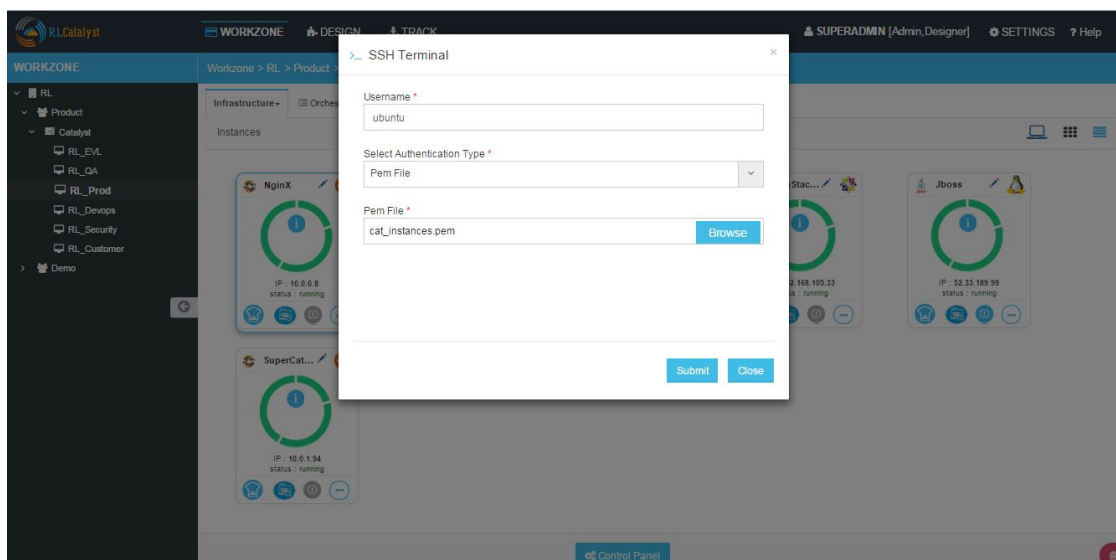 RLCatalyst
WORKZONE
DESIGN
TRACK
SUPERADMIN [Admin,Designer]
SETTINGS
? Help
WORKZONE
Workzone > RL > Product >
RL
Product
Catalyst
RL_EVL
RL_QA
RL_Prod
RL_Devops
RL_Security
RL_Customer
Demo
Infrastructure
Orches
Instances
NginX
IP : 10.0.0.8
status : running
Stac...
2.168.105.33
s : running
Jboss
IP : 52.33.189.99
status : running
SuperCat...
IP : 10.0.1.94
status : running
Control Panel
>_ SSH Terminal
×
Username *
ubuntu
Select Authentication Type *
Pem File
Pem File *
cat_instances.pem
Browse
Submit
Close